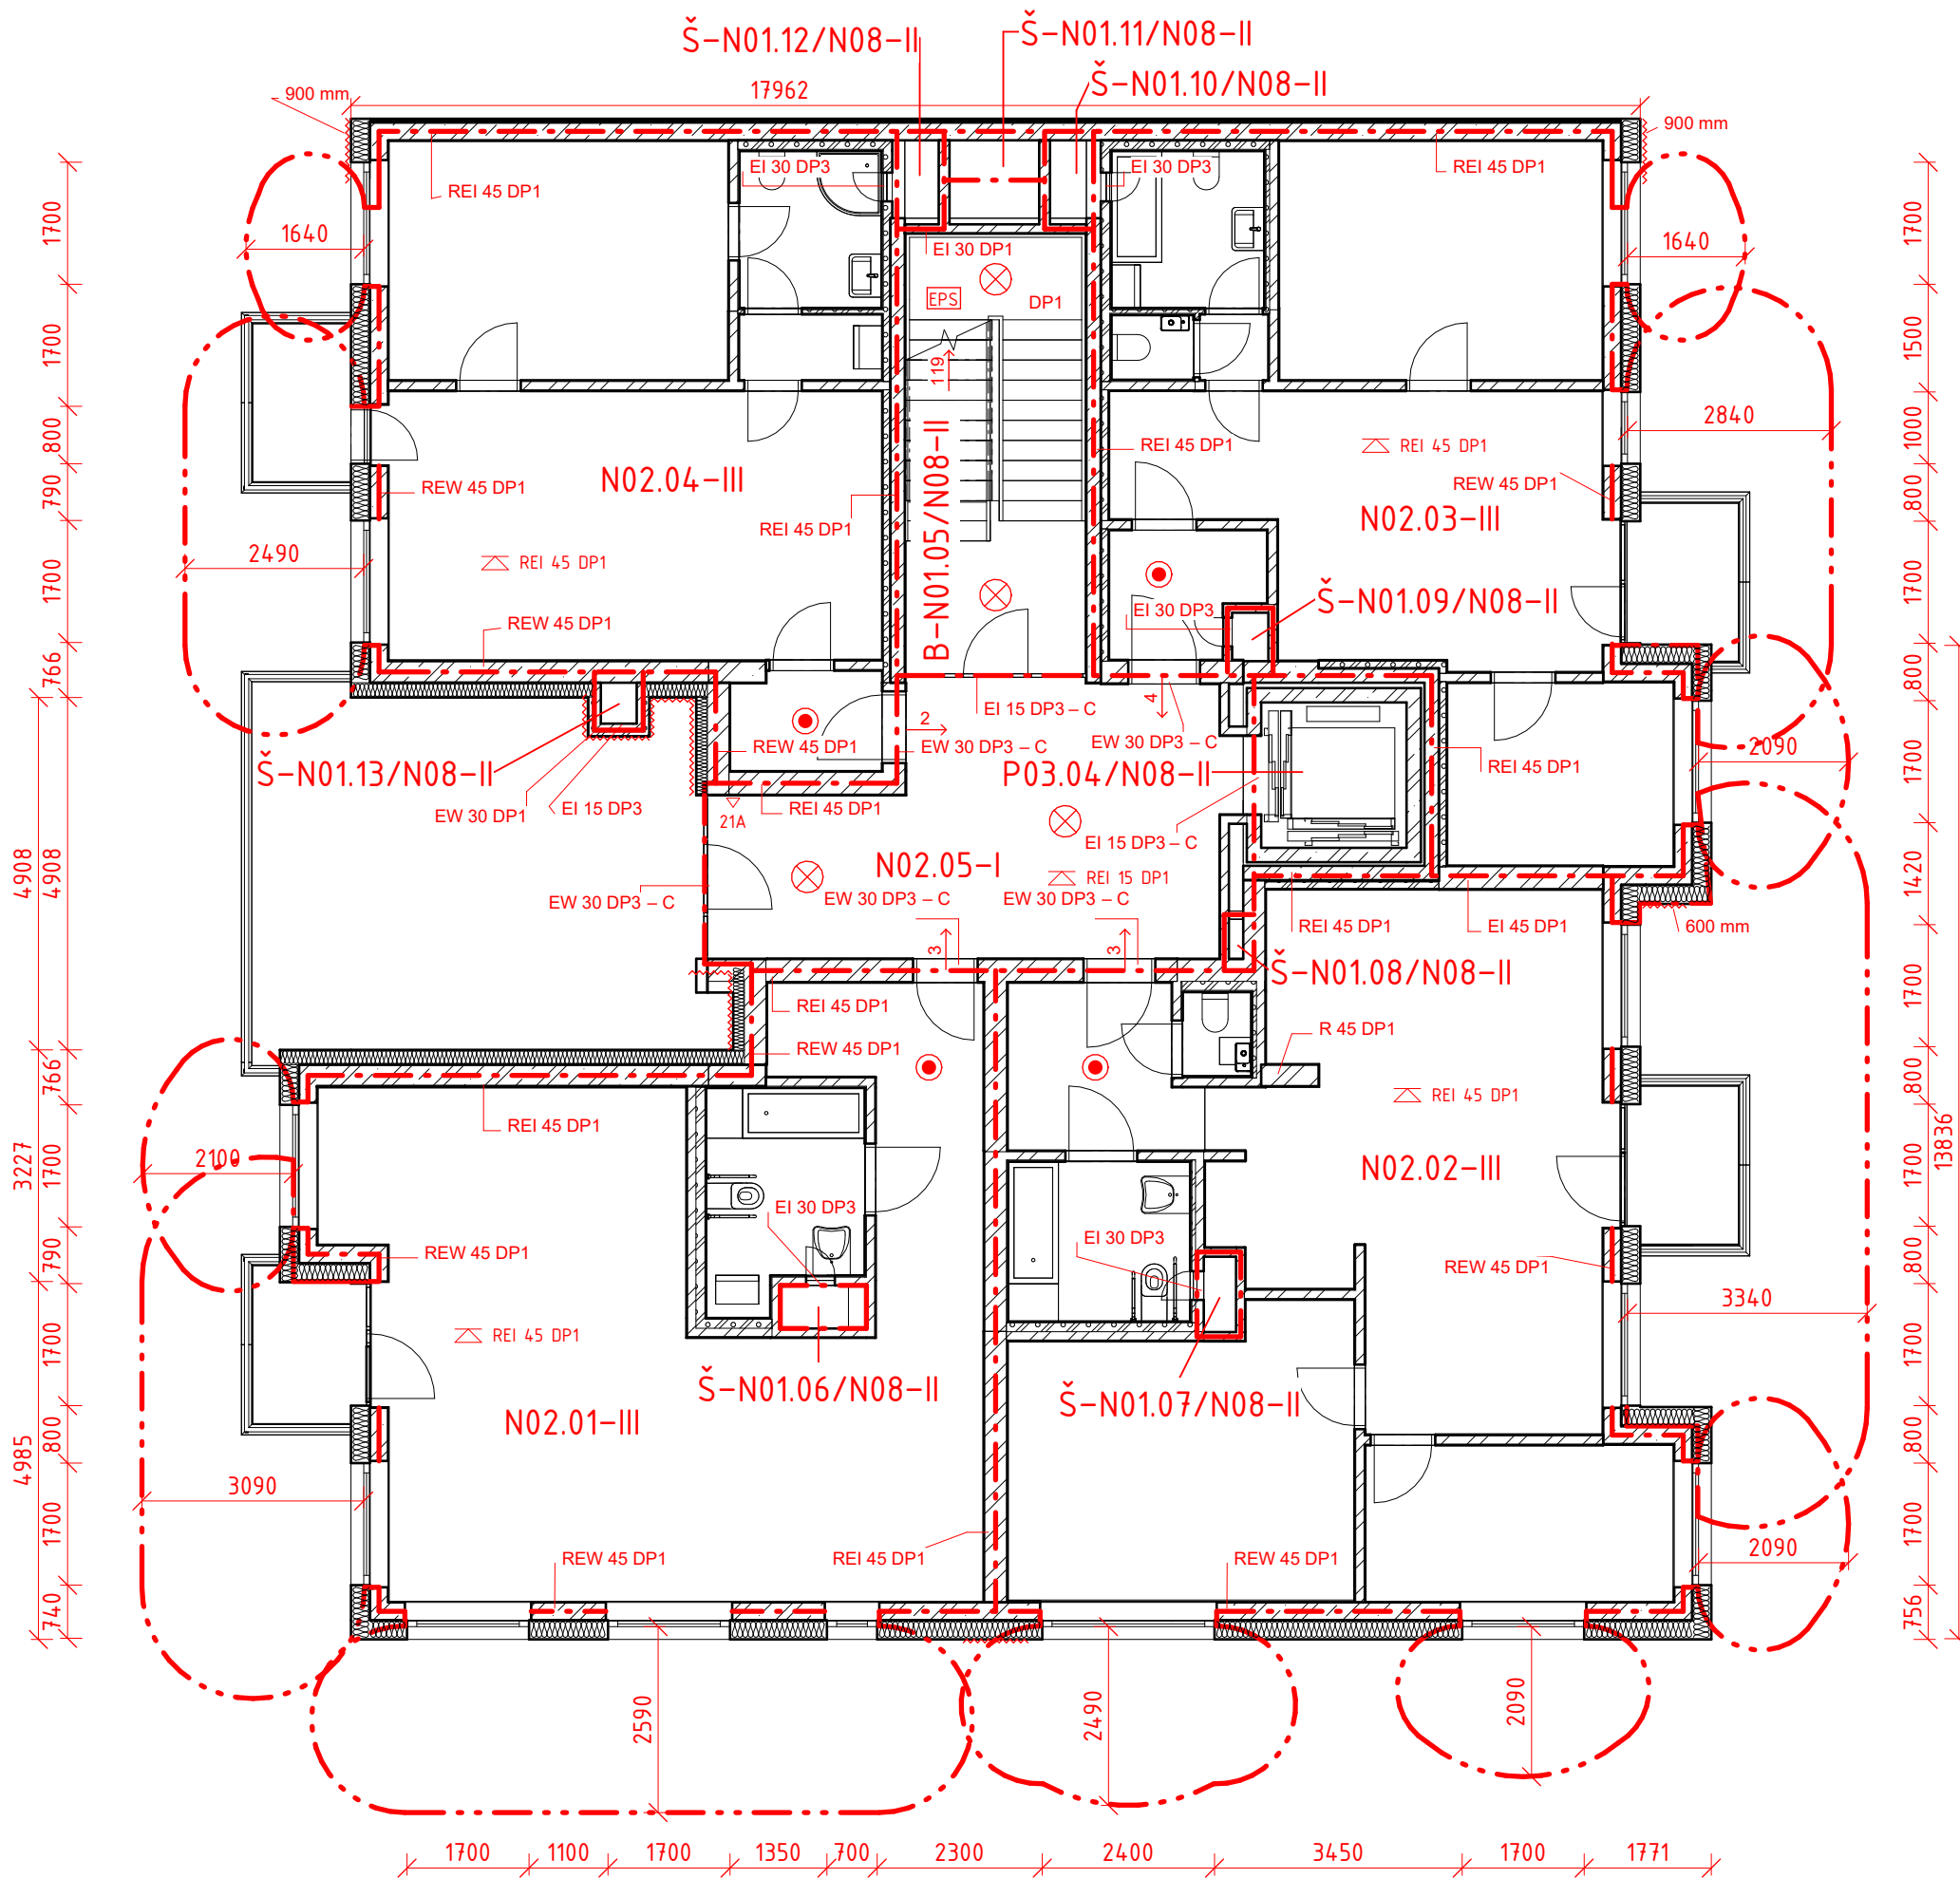 Š-N01.12/N08-II
Š-N01.11/N08-II
Š-N01.10/N08-II
900 mm
17962
900 mm
EI 30 DP3
EI 30 DP3
REI 45 DP1
REI 45 DP1
1700
1640
EI 30 DP1
1640
1700
EPS
DP1
1700
119
1500
800
2840
1000
REI 45 DP1
REI 45 DP1
N02.04-III
B-N01.05/N08-II
790
REW 45 DP1
REW 45 DP1
800
N02.03-III
REI 45 DP1
2490
REI 45 DP1
1700
1700
Š-N01.09/N08-II
EI 30 DP3
REW 45 DP1
766
800
4
EI 15 DP3 – C
2
REW 45 DP1
EW 30 DP3 – C
EW 30 DP3 – C
2090
Š-N01.13/N08-II
P03.04/N08-II
REI 45 DP1
1700
EW 30 DP1
EI 15 DP3
REI 45 DP1
21A
EI 15 DP3 – C
4908
4908
N02.05-I
REI 15 DP1
1420
EW 30 DP3 – C
EW 30 DP3 – C
EW 30 DP3 – C
REI 45 DP1
EI 45 DP1
600 mm
3
3
Š-N01.08/N08-II
1700
REI 45 DP1
R 45 DP1
REW 45 DP1
766
800
REI 45 DP1
REI 45 DP1
3227
2100
1700
N02.02-III
1700
13836
EI 30 DP3
EI 30 DP3
790
REW 45 DP1
REW 45 DP1
800
3340
1700
REI 45 DP1
1700
Š-N01.06/N08-II
Š-N01.07/N08-II
N02.01-III
4985
800
800
3090
1700
1700
REW 45 DP1
REI 45 DP1
REW 45 DP1
2090
740
756
2590
2490
2090
1700
1100
1700
1350
700
2300
2400
3450
1700
1771